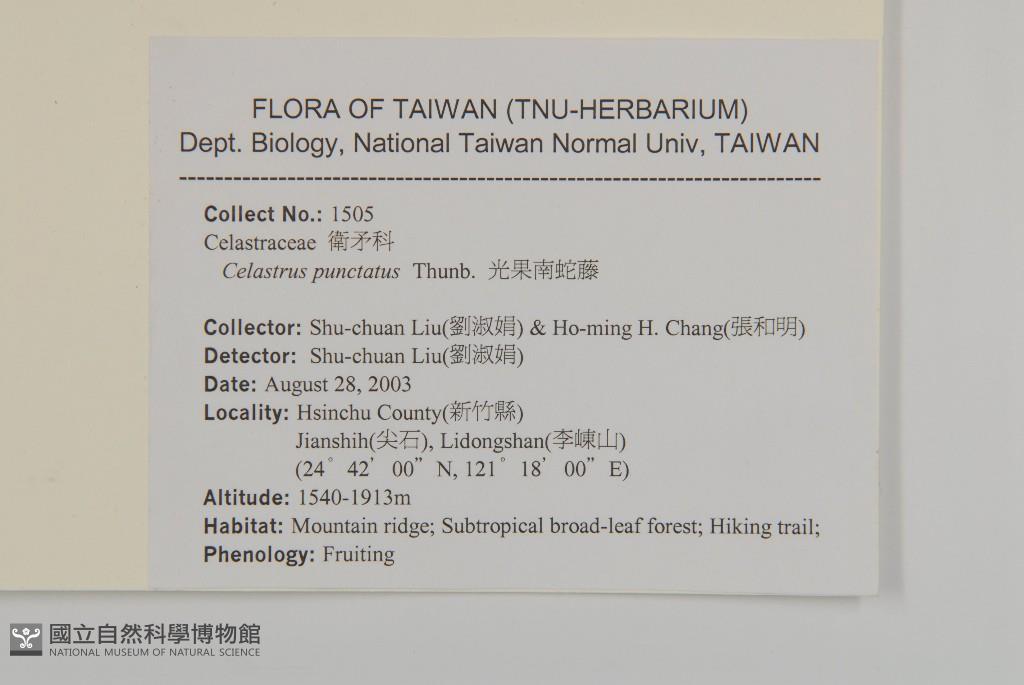 FLORA OF TAIWAN (TNU-HERBARIUM)
Dept. Biology, National Taiwan Normal Univ, TAIWAN
--------------------------------------------------------------------------
Collect No.: 1505
Celastraceae 衛矛科
Celastrus punctatus Thunb. 光果南蛇藤
Collector: Shu-chuan Liu(劉淑娟) & Ho-ming H. Chang(張和明)
Detector: Shu-chuan Liu(劉淑娟)
Date: August 28, 2003
Locality: Hsinchu County(新竹縣)
Jianshih(尖石), Lidongshan(李崠山)
(24° 42’ 00” N, 121° 18’ 00” E)
Altitude: 1540-1913m
Habitat: Mountain ridge; Subtropical broad-leaf forest; Hiking trail;
Phenology: Fruiting
國立自然科學博物館
NATIONAL MUSEUM OF NATURAL SCIENCE